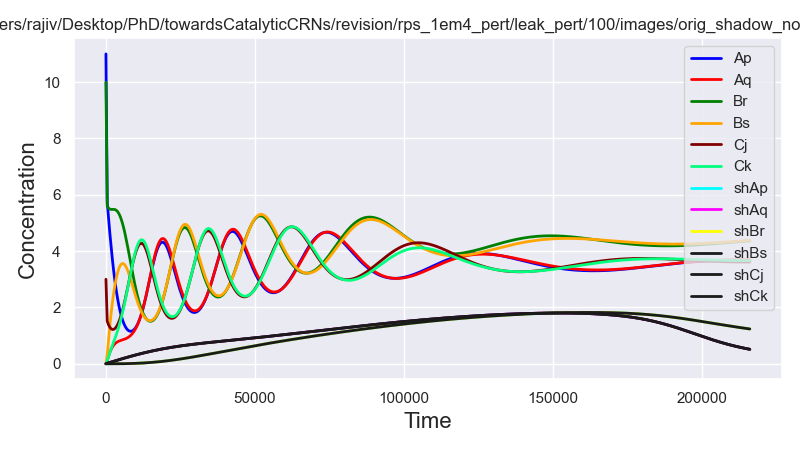 ers/rajiv/Desktop/PhD/towardsCatalyticCRNs/revision/rps_1em4_pert/leak_pert/100/images/orig_shadow_no
Concentration
10
8
6
4
2
0
0
50000
100000
150000
200000
Time
Ap
Aq
Br
Bs
Cj
Ck
shAp
shAq
shBr
shBs
shCj
shCk